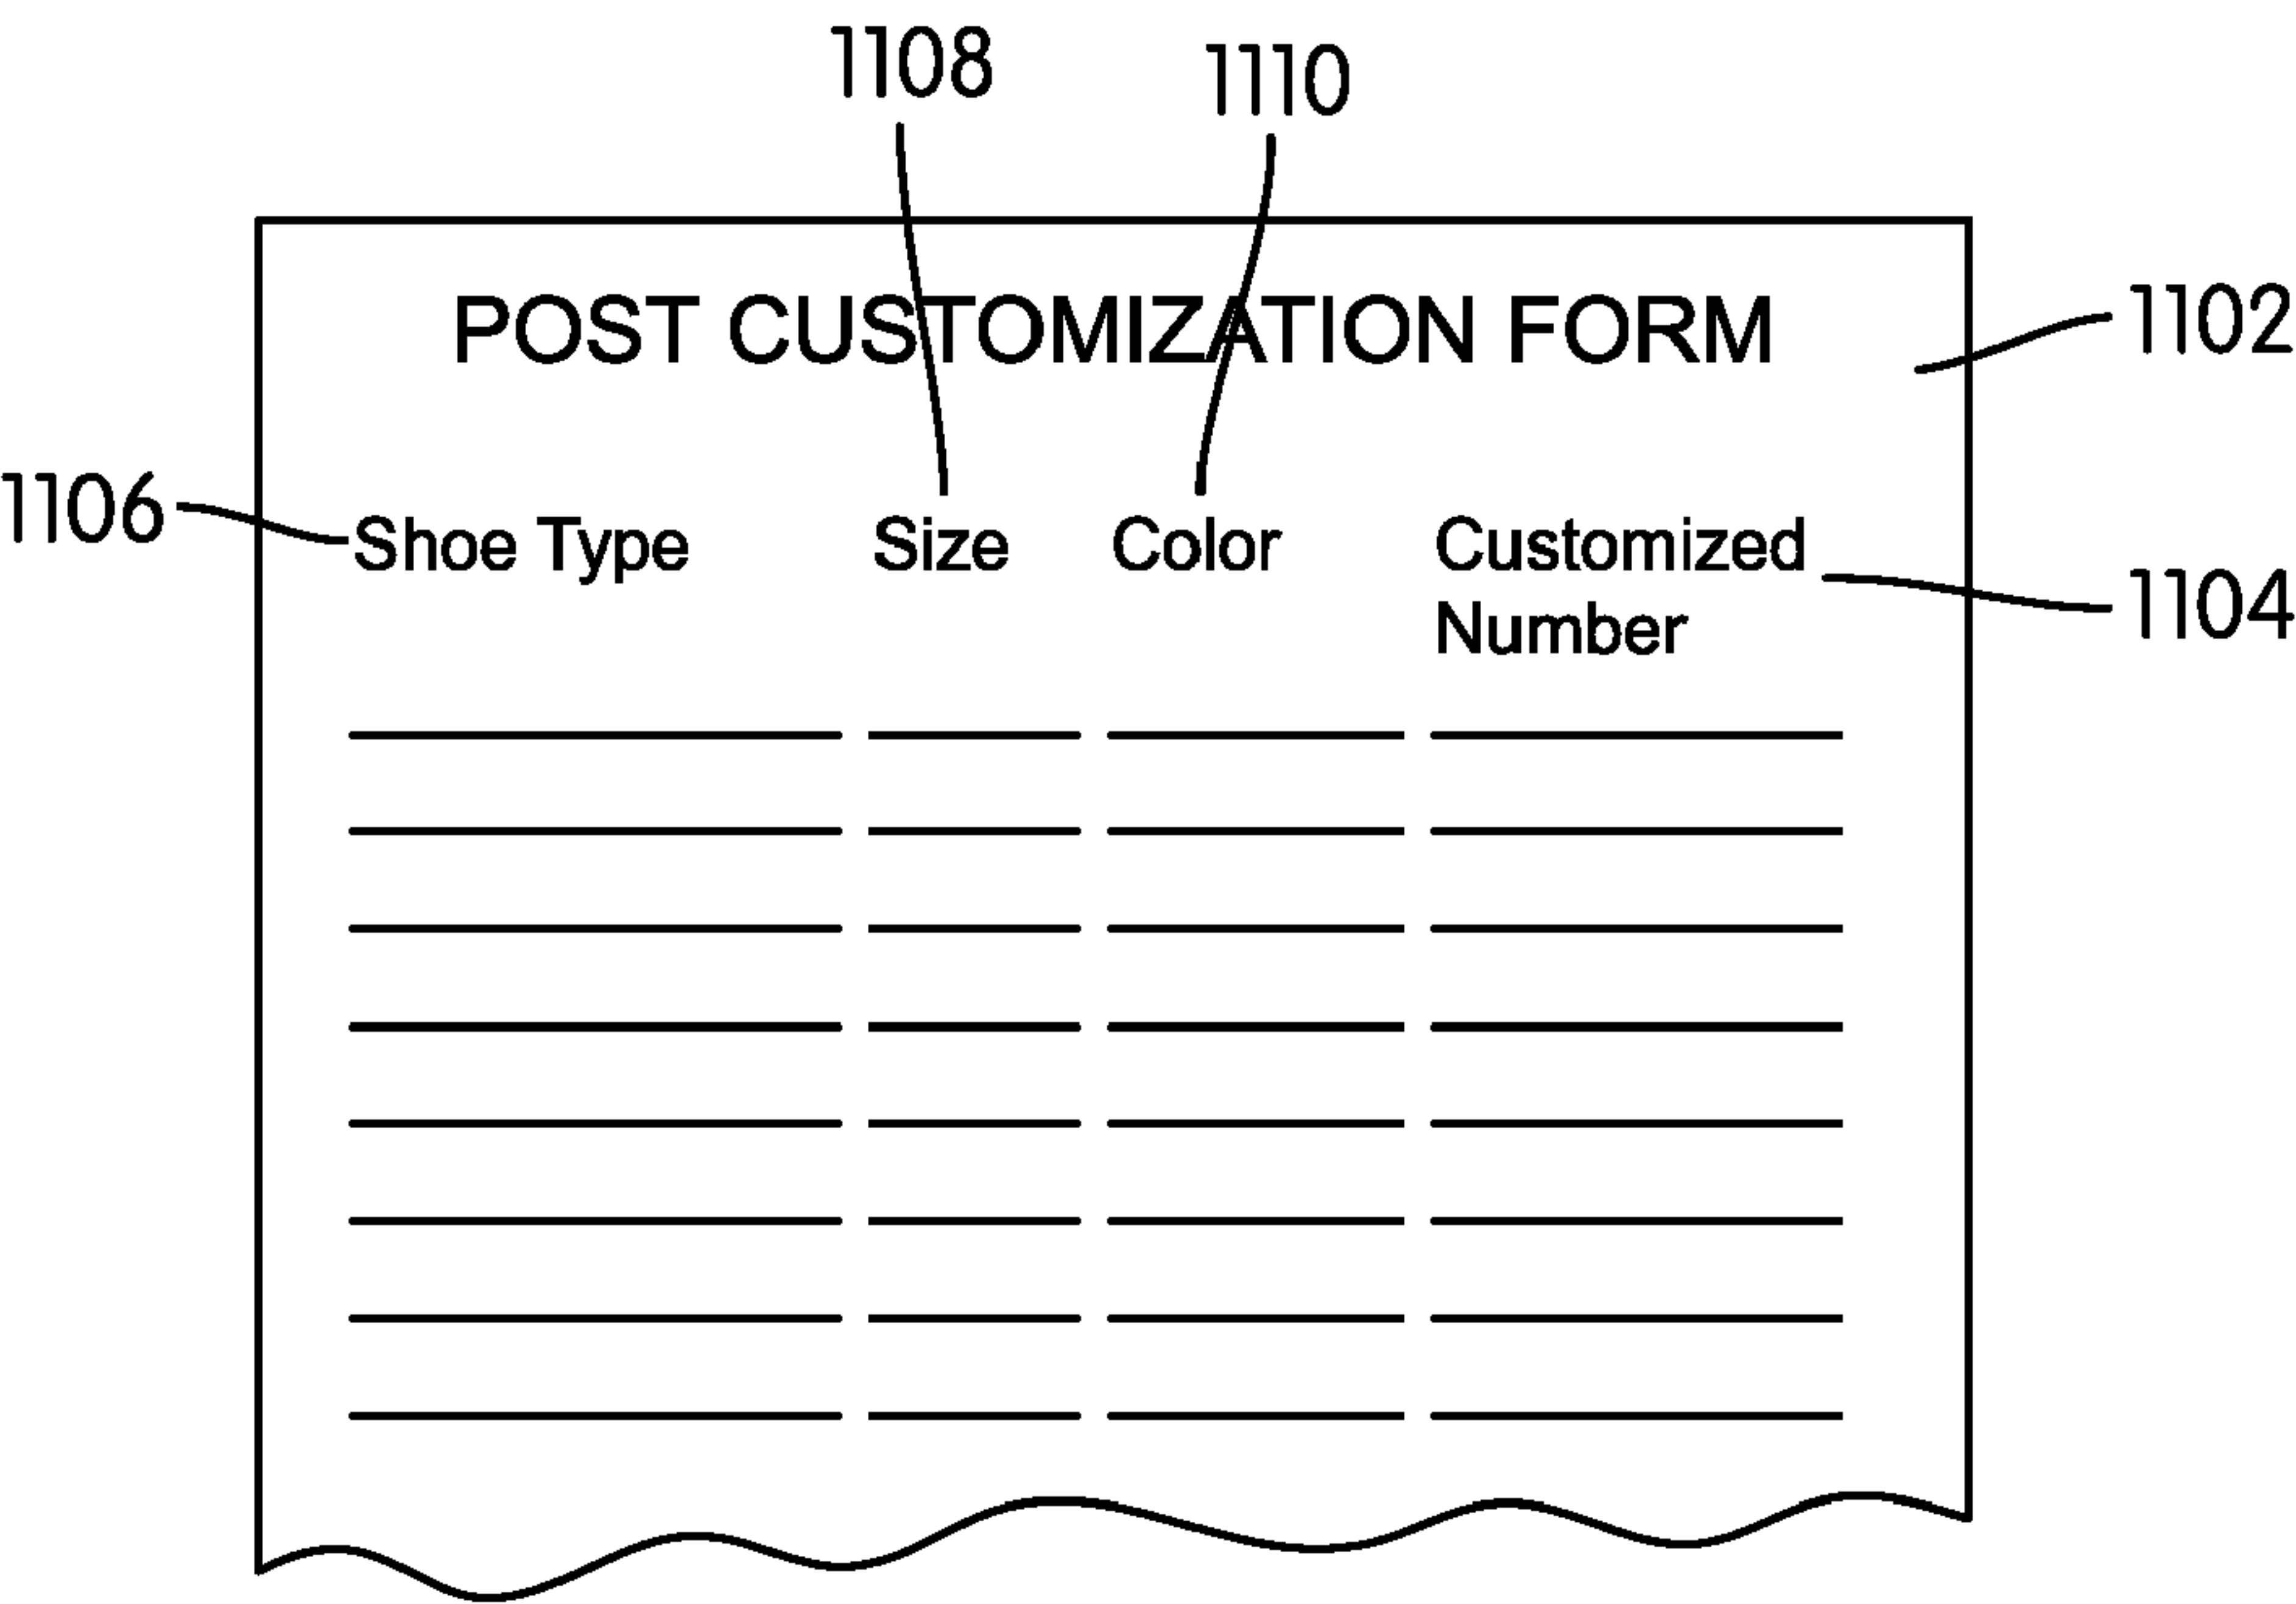 1108
1110
POST CUSTOMIZATION FORM
1102
1106
Shoe Type Size Color Customized
Number
1104